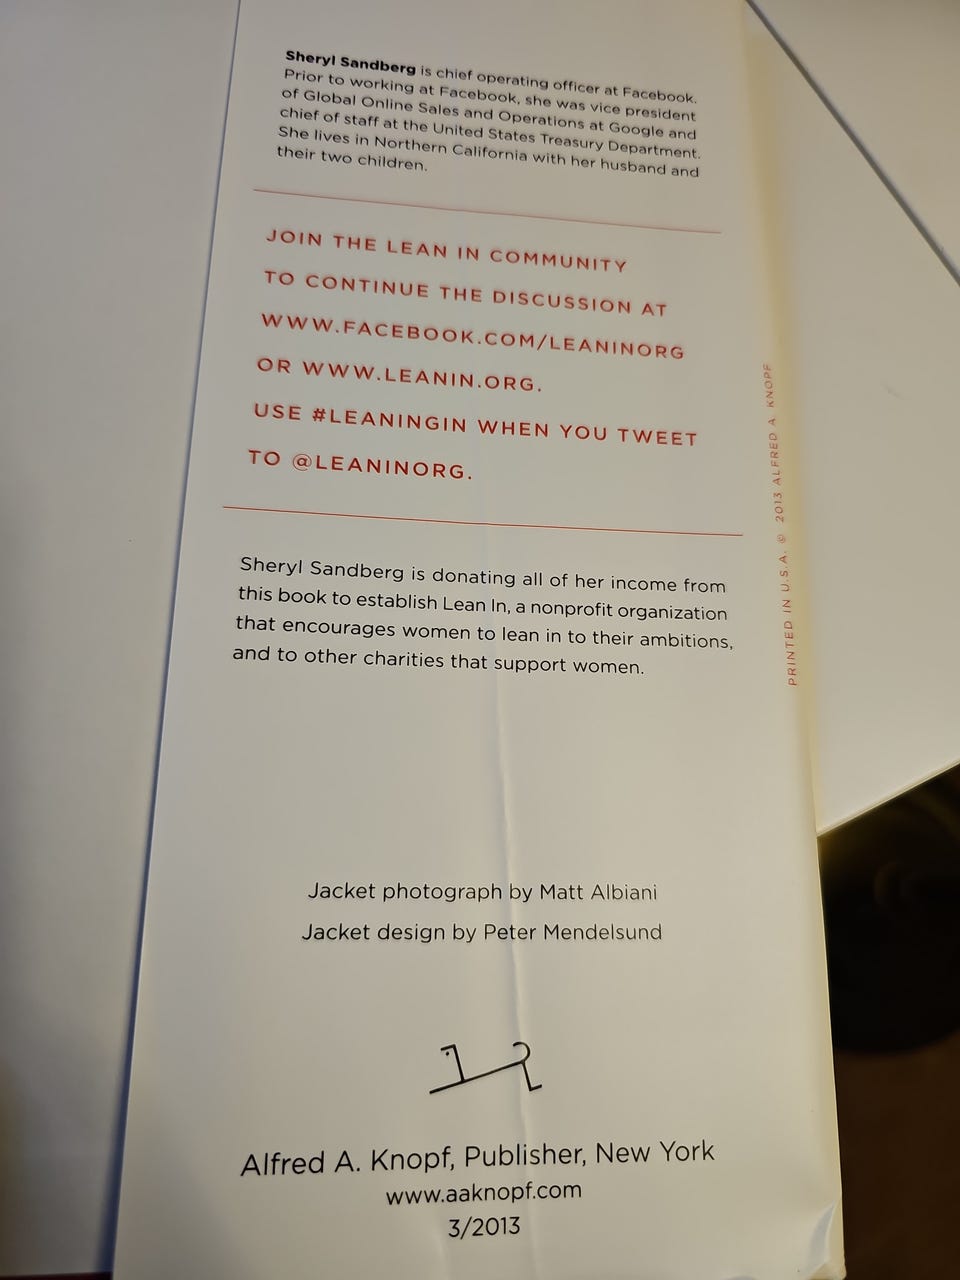 Sheryl Sandberg is chief operating officer at Facebook.
Prior to working at Facebook, she was vice president
of Global Online Sales and Operations at Google and
chief of staff at the United States Treasury Department.
She lives in Northern California with her husband and
their two children.
JOIN THE LEAN IN COMMUNITY
TO CONTINUE THE DISCUSSION AT
WWW.FACEBOOK.COM/LEANINORG
OR WWW.LEANIN.ORG.
USE #LEANINGIN WHEN YOU TWEET
TO @LEANINORG.
Sheryl Sandberg is donating all of her income from
this book to establish Lean In, a nonprofit organization
that encourages women to lean in to their ambitions,
and to other charities that support women.
Jacket photograph by Matt Albiani
Jacket design by Peter Mendelsund
Alfred A. Knopf, Publisher, New York
www.aaknopf.com
3/2013
PRINTED IN U.S.A. © 2013 ALFRED A. KNOPF